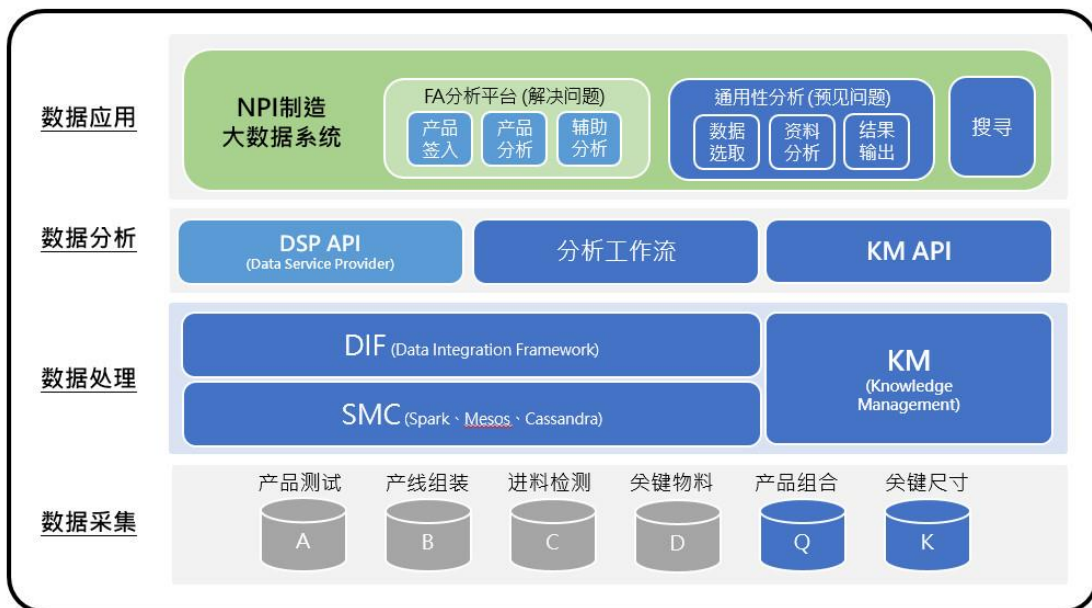 数据应用
NPI制造
大数据系统
FA分析平台 (解决问题)
产品
签入
产品
分析
辅助
分析
通用性分析 (预见问题)
数据
选取
资料
分析
结果
输出
搜寻
数据分析
DSP API
(Data Service Provider)
分析工作流
KM API
数据处理
DIF (Data Integration Framework)
SMC (Spark、Mesos、Cassandra)
KM
(Knowledge
Management)
数据采集
产品测试
产线组装
进料检测
关键物料
产品组合
关键尺寸
A
B
C
D
Q
K